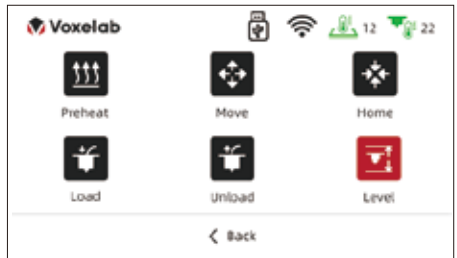 Voxelab 12 22
Preheat Move Home
Load Unload Level
Back